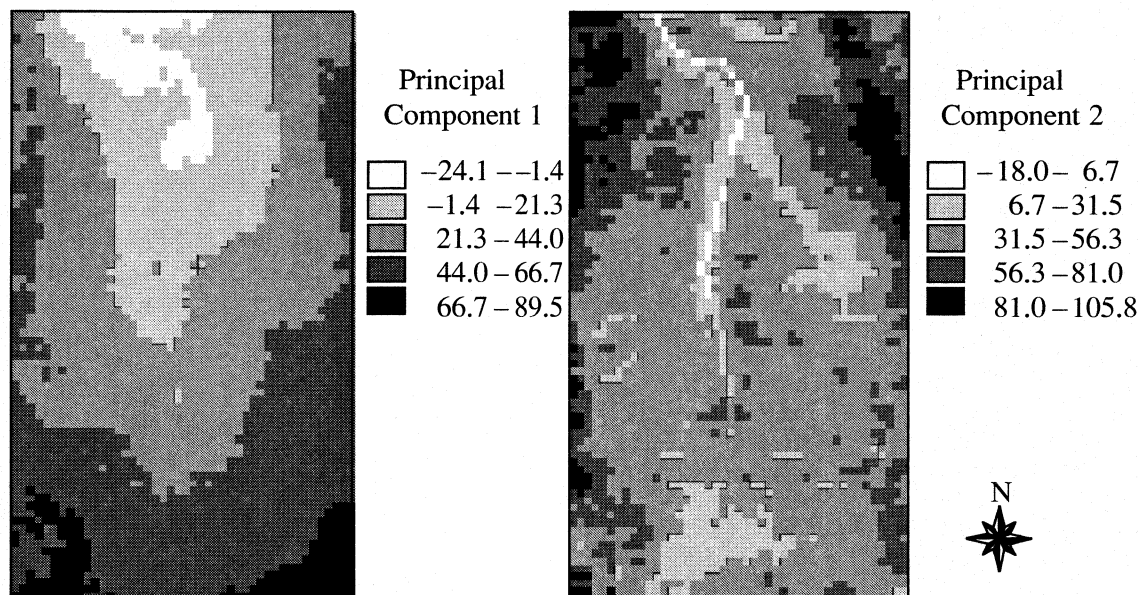 Principal
Component 1
−24.1 −−1.4
−1.4 −21.3
21.3 −44.0
44.0 −66.7
66.7 −89.5
Principal
Component 2
−18.0− 6.7
6.7 −31.5
31.5 −56.3
56.3 −81.0
81.0 −105.8
N